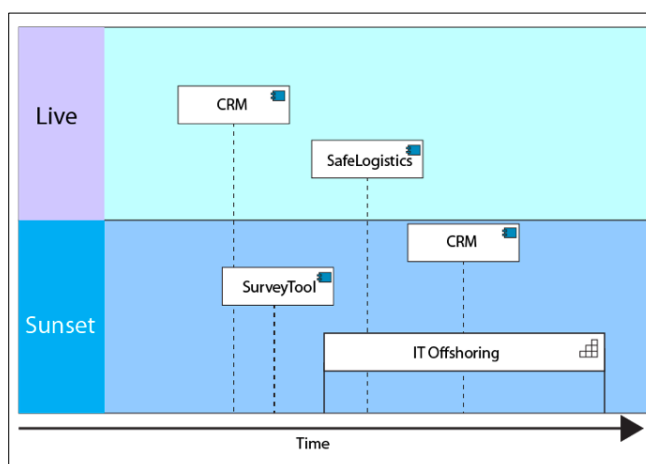 Live
CRM
SafeLogistics
Sunset
CRM
SurveyTool
IT Offshoring
Time